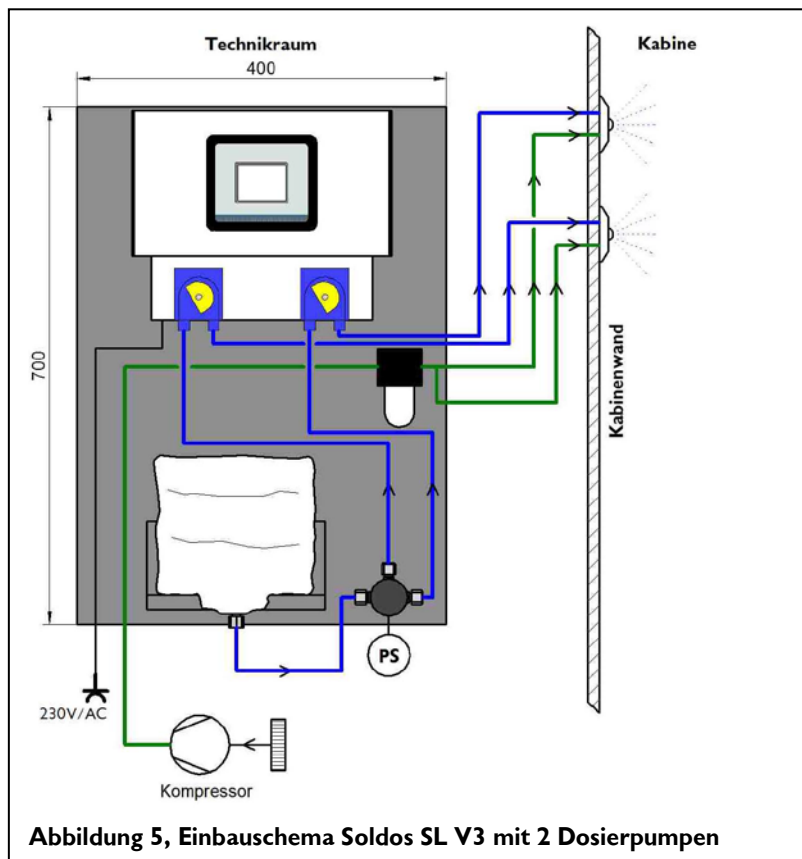 Technikraum
Kabine
400
700
Kabinenwand
PS
230V/AC
Kompressor
Abbildung 5, Einbauschema Soldos SL V3 mit 2 Dosierpumpen